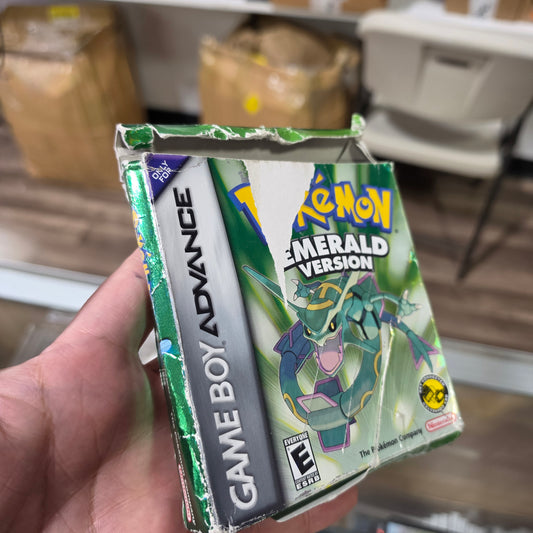 ONLY
FOR
GAME BOY ADVANCE
POKéMON
EMERALD
VERSION
EVERYONE
E
ESRB
The Pokémon Company
Nintendo